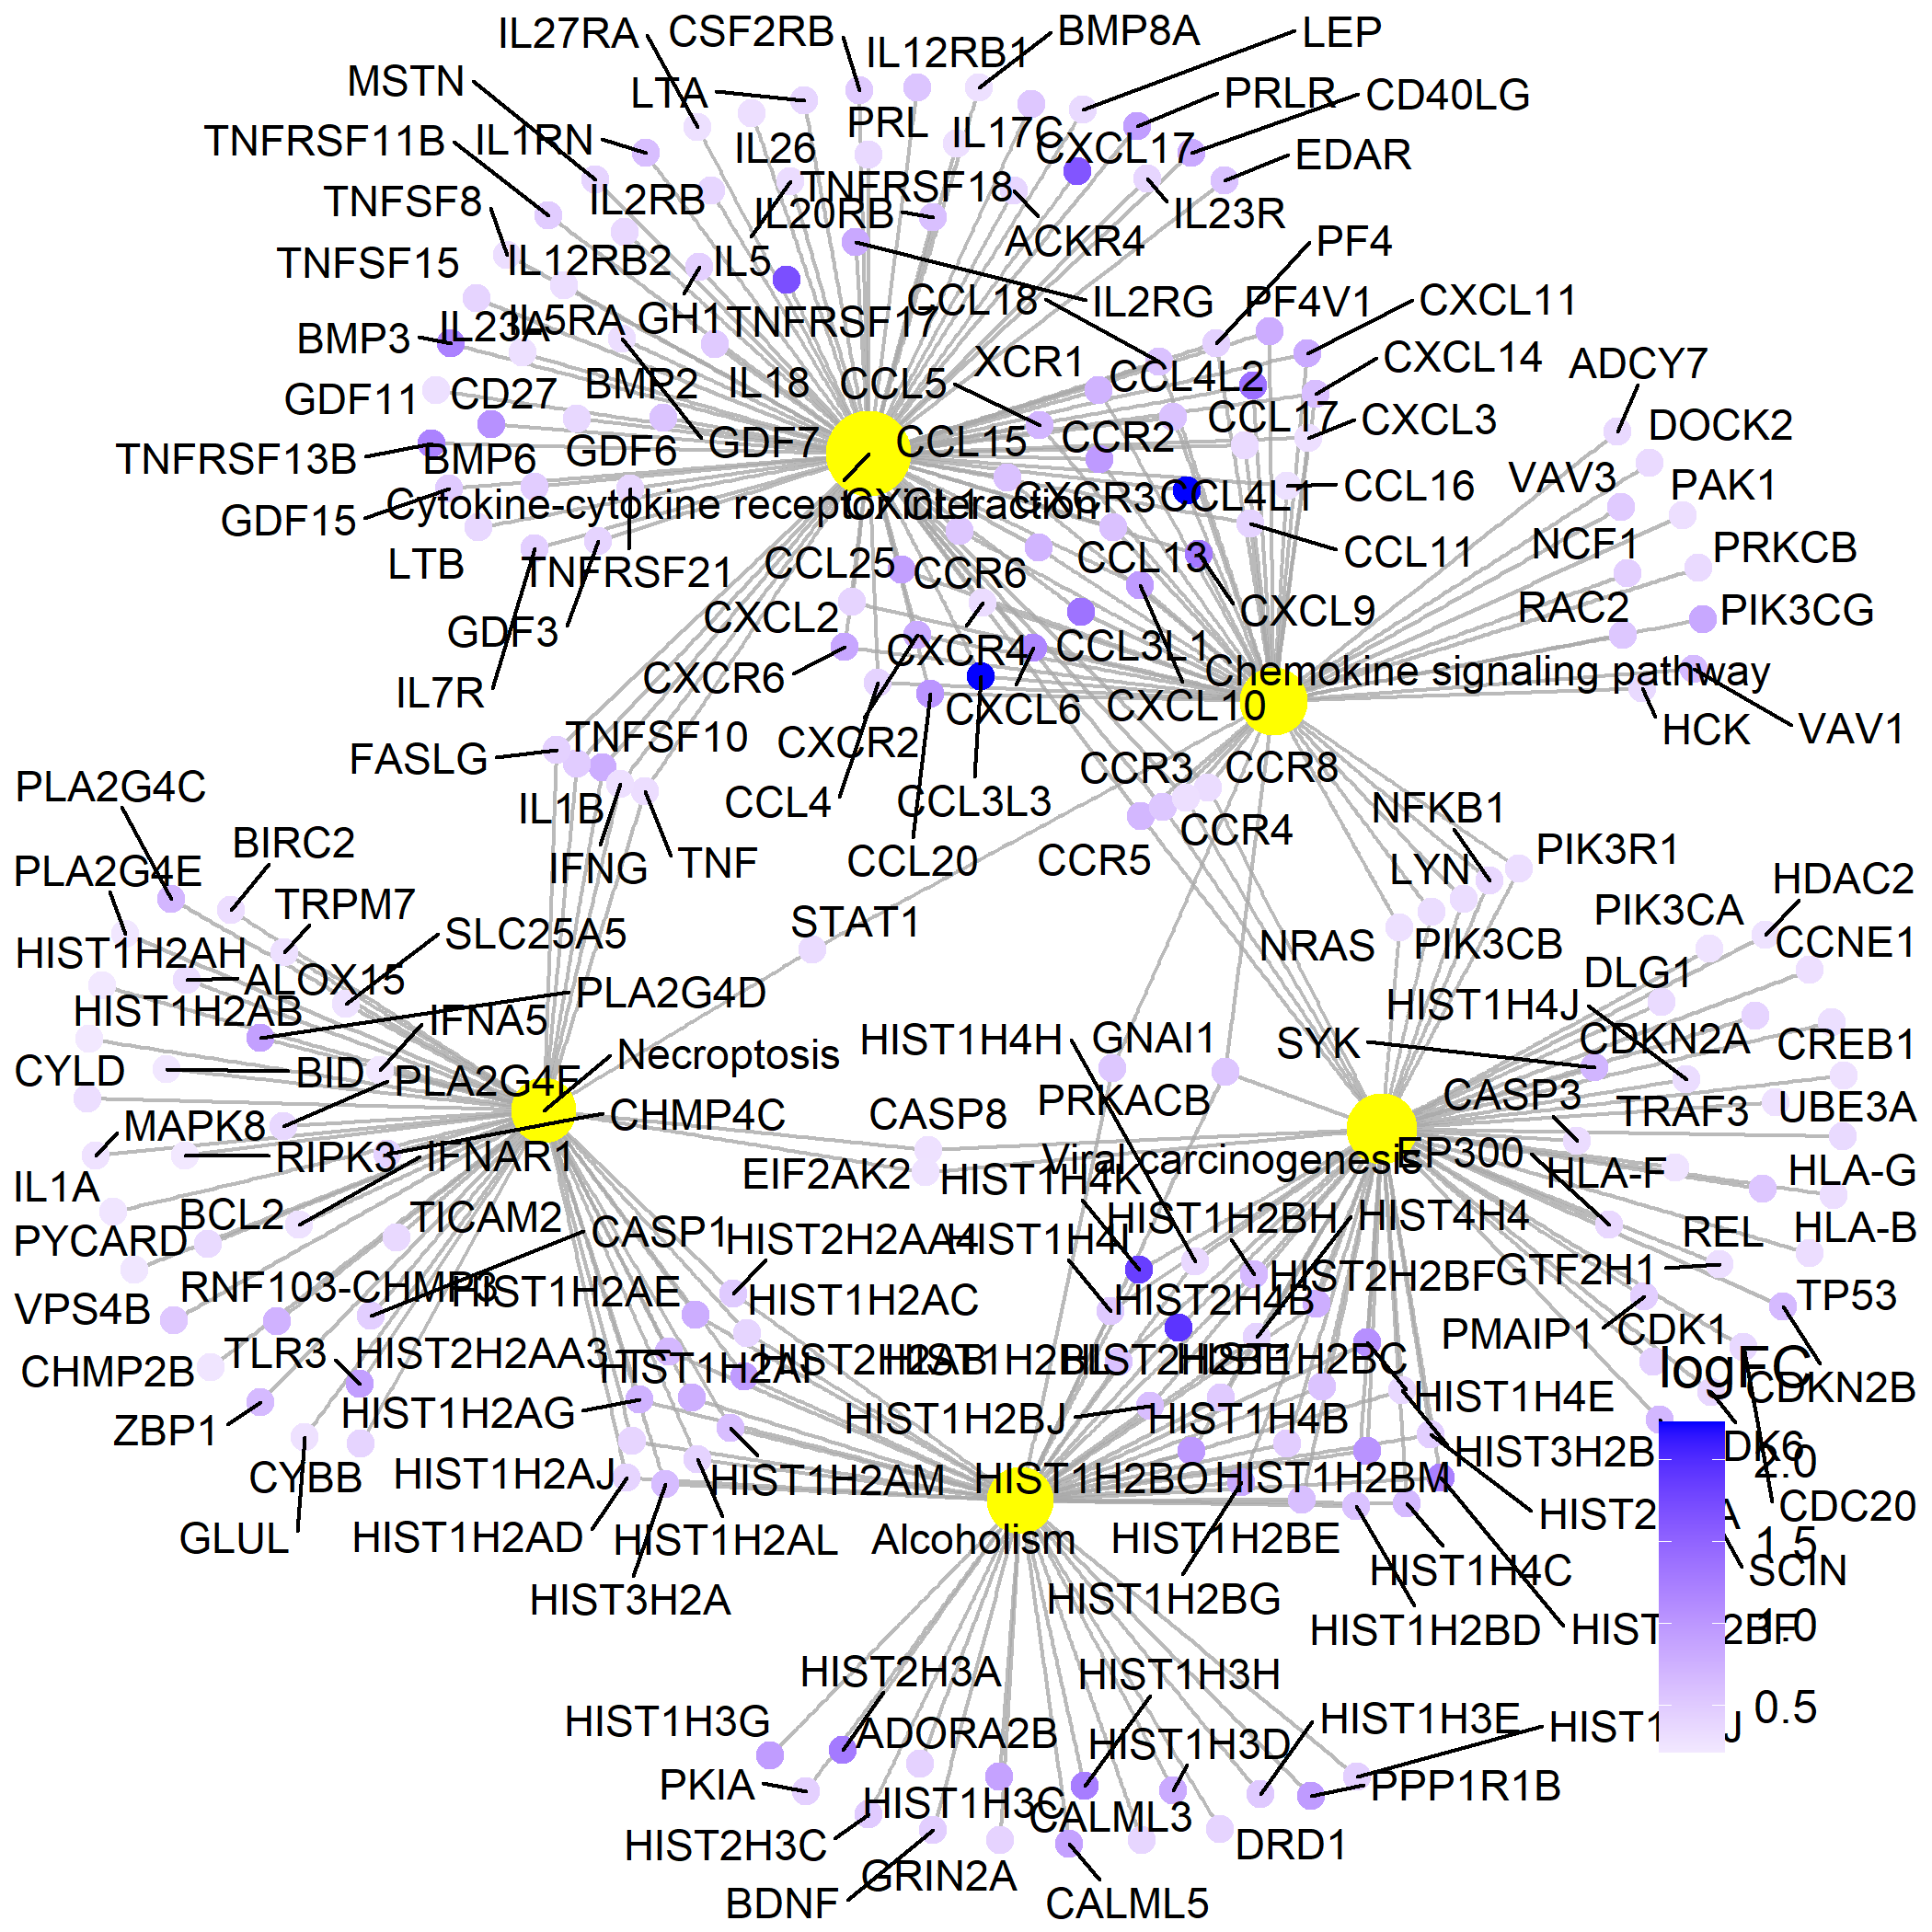 IL27RA
CSF2RB
IL12RB1
BMP8A
LEP
MSTN
LTA
PRL
IL17C
PRLR
CD40LG
TNFRSF11B
IL1RN
IL26
CXCL17
EDAR
TNFSF8
IL2RB
TNFRSF18
IL20RB
IL23R
ACKR4
PF4
TNFSF15
IL12RB2
IL5
CCL18
IL2RG
PF4V1
CXCL11
BMP3
IL23A
IL5RA
GH1
TNFRSF17
XCR1
CXCL14
ADCY7
GDF11
CD27
BMP2
IL18
CCL5
CCL4L2
CCL17
CXCL3
DOCK2
TNFRSF13B
BMP6
GDF6
GDF7
CCL15
CCR2
VAV3
PAK1
GDF15
Cytokine-cytokine receptor interaction
CXCL1
CXCR3
CCL4L1
CCL16
NCF1
PRKCB
LTB
TNFRSF21
CCL25
CCR6
CCL13
CCL11
RAC2
PIK3CG
GDF3
CXCL2
CXCR4
CCL3L1
CXCL9
Chemokine signaling pathway
IL7R
CXCR6
CXCL6
CXCL10
HCK
VAV1
FASLG
TNFSF10
CXCR2
CCR3
CCR8
PLA2G4C
IL1B
CCL4
CCL3L3
CCR4
NFKB1
BIRC2
IFNG
TNF
CCL20
CCR5
LYN
PIK3R1
PLA2G4E
TRPM7
PIK3CA
HDAC2
HIST1H2AH
SLC25A5
STAT1
NRAS
PIK3CB
CCNE1
ALOX15
DLG1
HIST1H2AB
PLA2G4D
IFNA5
HIST1H4J
HIST1H4H
GNAI1
SYK
CDKN2A
CREB1
CYLD
BID
PLA2G4F
Necroptosis
PRKACB
CASP3
TRAF3
UBE3A
MAPK8
CHMP4C
CASP8
RIPK3
IFNAR1
EIF2AK2
Viral carcinogenesis
EP300
HLA-F
HLA-G
IL1A
HIST1H4K
PYCARD
BCL2
TICAM2
CASP1
HIST2H2AA4
HIST1H4I
HIST1H2BH
HIST4H4
REL
HLA-B
VPS4B
RNF103-CHMP3
HIST1H2AE
HIST1H2AC
HIST2H4B
HIST2H2BF
GTF2H1
TP53
CHMP2B
TLR3
HIST2H2AA3
HIST1H2AI
HIST2H2AB
HIST1H2BL
HIST2H2BE
HIST1H2BC
PMAIP1
CDK1
logFC
CDKN2B
ZBP1
HIST1H2AG
HIST1H2BJ
HIST1H4B
HIST1H4E
CYBB
HIST1H2AJ
HIST1H2AM
HIST1H2BO
HIST1H2BM
2.0
CDC20
GLUL
HIST1H2AD
HIST1H2AL
Alcoholism
HIST1H2BE
1.5
HIST3H2A
HIST1H2BG
HIST1H4C
SCIN
HIST1H2BD
1.0
HIST2H3A
HIST1H3H
HIST1H3G
ADORA2B
HIST1H3D
HIST1H3E
0.5
PKIA
HIST1H3C
CALML3
PPP1R1B
HIST2H3C
GRIN2A
DRD1
BDNF
CALML5